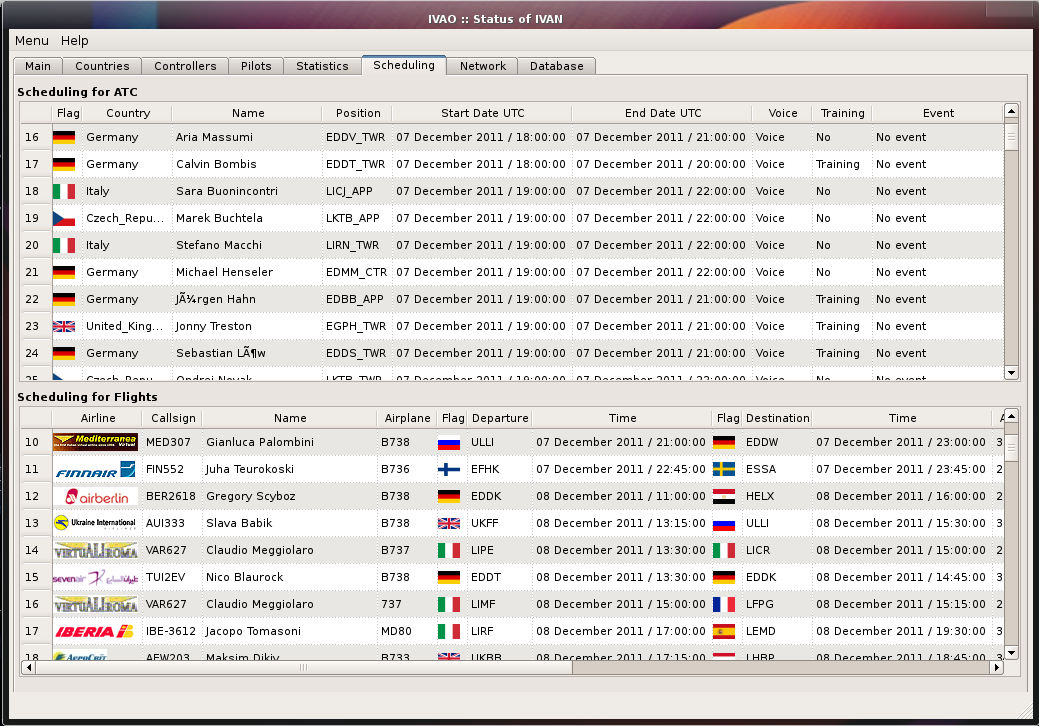 IVAO :: Status of IVAN
Menu Help
Main Countries Controllers Pilots Statistics Scheduling Network Database
Scheduling for ATC
Flag Country Name Position Start Date UTC End Date UTC Voice Training Event
16 Germany Aria Massumi EDDV_TWR 07 December 2011 / 18:00:00 07 December 2011 / 21:00:00 Voice No No event
17 Germany Calvin Bombis EDDT_TWR 07 December 2011 / 18:00:00 07 December 2011 / 20:00:00 Voice Training No event
18 Italy Sara Buonincontri LICJ_APP 07 December 2011 / 19:00:00 07 December 2011 / 22:00:00 Voice No No event
19 Czech_Repu... Marek Buchtela LKTB_APP 07 December 2011 / 19:00:00 07 December 2011 / 22:00:00 Voice No No event
20 Italy Stefano Macchi LIRN_TWR 07 December 2011 / 19:00:00 07 December 2011 / 22:00:00 Voice No No event
21 Germany Michael Henseler EDMM_CTR 07 December 2011 / 19:00:00 07 December 2011 / 22:00:00 Voice No No event
22 Germany JÃ¼rgen Hahn EDBB_APP 07 December 2011 / 19:00:00 07 December 2011 / 21:00:00 Voice Training No event
23 United_King... Jonny Treston EGPH_TWR 07 December 2011 / 19:00:00 07 December 2011 / 21:00:00 Voice Training No event
24 Germany Sebastian LÃ¶w EDDS_TWR 07 December 2011 / 19:00:00 07 December 2011 / 21:00:00 Voice Training No event
25 Czech_Repu... Ondrej Novak LKTB_TWR 07 December 2011 / 19:00:00 07 December 2011 / 22:00:00 Voice No No event
Scheduling for Flights
Airline Callsign Name Airplane Flag Departure Time Flag Destination Time A
10 Mediterranea Virtual MED307 Gianluca Palombini B738 ULLI 07 December 2011 / 21:00:00 EDDW 07 December 2011 / 23:00:00 3
11 FINNAIR FIN552 Juha Teurokoski B736 EFHK 07 December 2011 / 22:45:00 ESSA 07 December 2011 / 23:45:00 2
12 airberlin BER2618 Gregory Scyboz B738 EDDK 08 December 2011 / 11:00:00 HELX 08 December 2011 / 16:00:00 2
13 Ukraine International AIRLINES AUI333 Slava Babik B738 UKFF 08 December 2011 / 13:15:00 ULLI 08 December 2011 / 15:30:00 3
14 VIRTUALROMA VAR627 Claudio Meggiolaro B737 LIPE 08 December 2011 / 13:30:00 LICR 08 December 2011 / 15:00:00 2
15 sevenair TUI2EV Nico Blaurock B738 EDDT 08 December 2011 / 13:30:00 EDDK 08 December 2011 / 14:45:00 3
16 VIRTUALROMA VAR627 Claudio Meggiolaro 737 LIMF 08 December 2011 / 15:00:00 LFPG 08 December 2011 / 15:15:00 2
17 IBERIA IBE-3612 Jacopo Tomasoni MD80 LIRF 08 December 2011 / 17:00:00 LEMD 08 December 2011 / 19:30:00 3
18 AEROSVIT AEW203 Maksim Dikiy B733 UKBB 08 December 2011 / 17:15:00 LHBP 08 December 2011 / 18:45:00 3